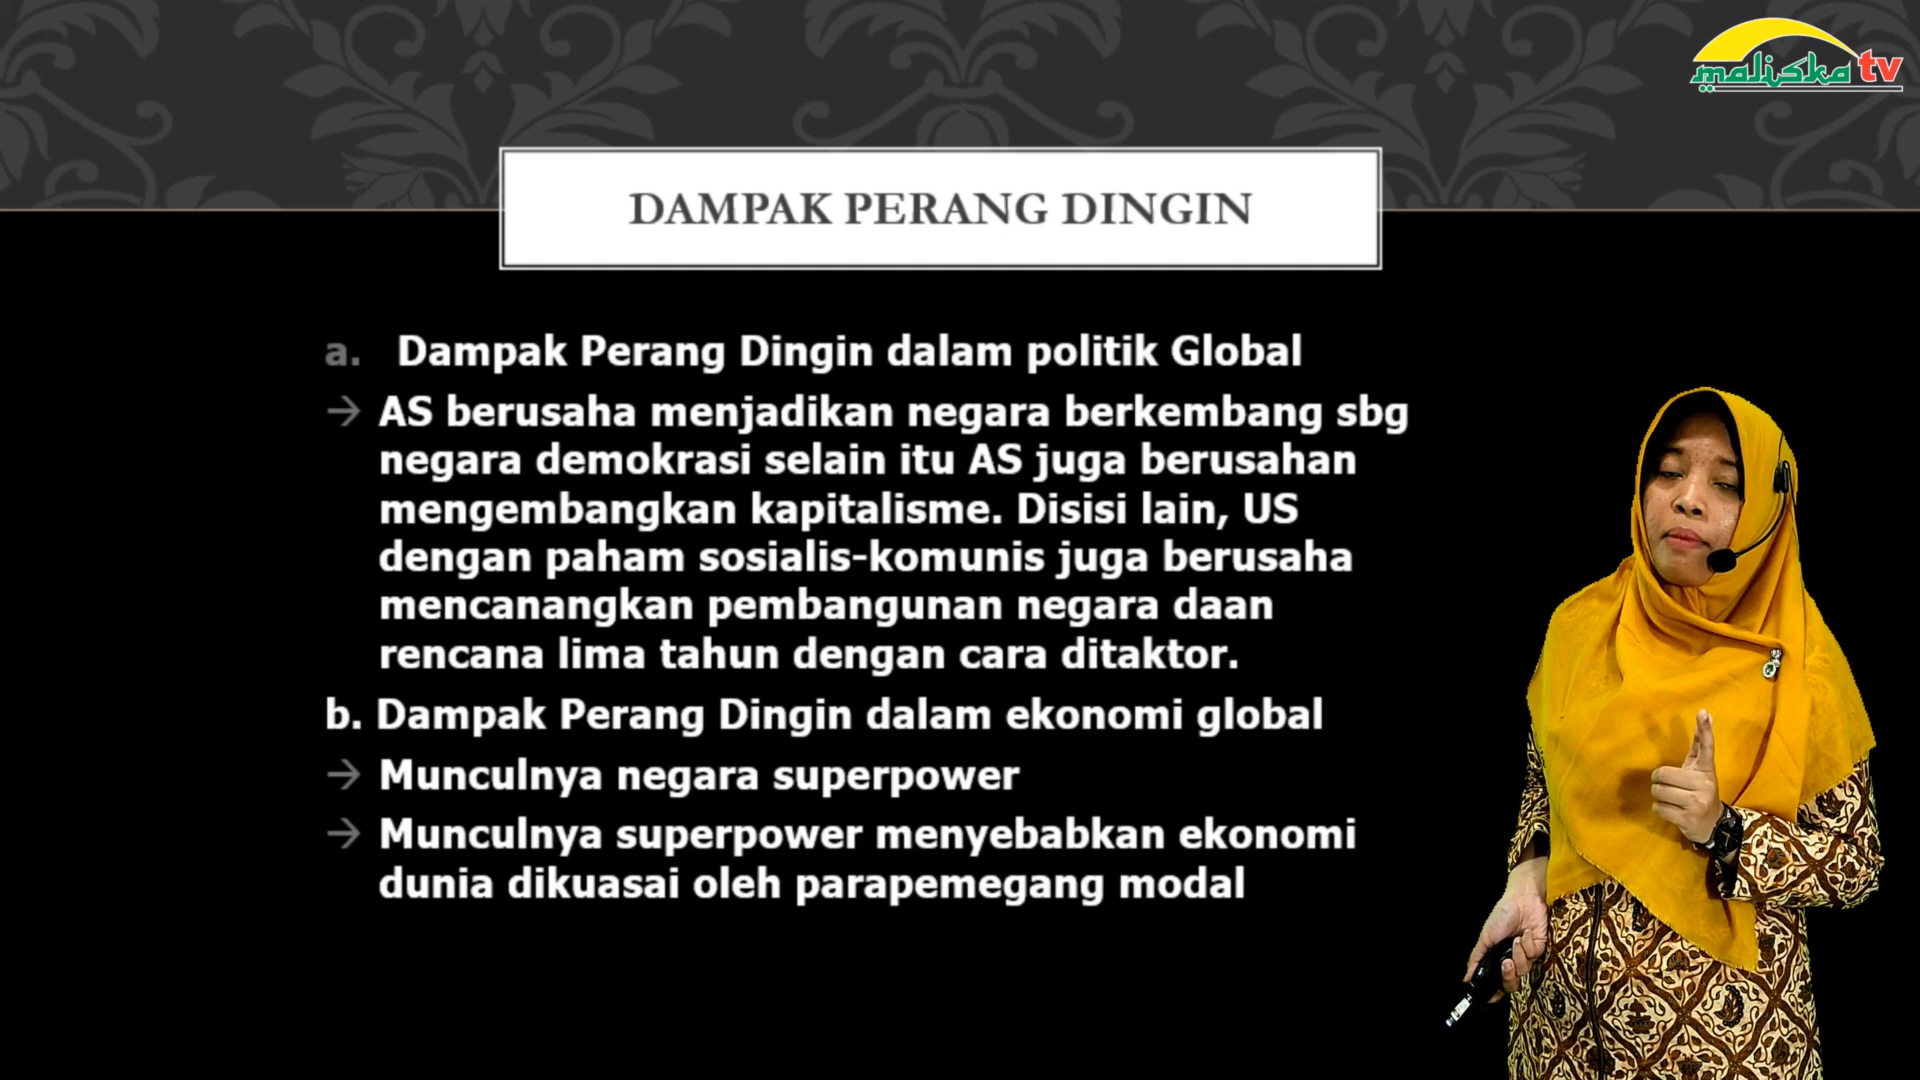 maliska tv
DAMPAK PERANG DINGIN
a. Dampak Perang Dingin dalam politik Global
→ AS berusaha menjadikan negara berkembang sbg
negara demokrasi selain itu AS juga berusahan
mengembangkan kapitalisme. Disisi lain, US
dengan paham sosialis-komunis juga berusaha
mencanangkan pembangunan negara daan
rencana lima tahun dengan cara ditaktor.
b. Dampak Perang Dingin dalam ekonomi global
→ Munculnya negara superpower
→ Munculnya superpower menyebabkan ekonomi
dunia dikuasai oleh parapemegang modal